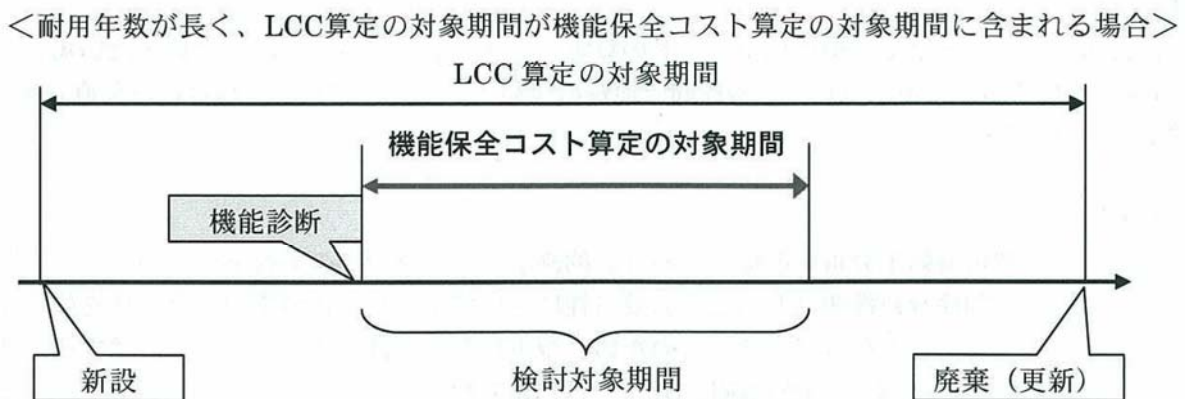 ＜耐用年数が長く、LCC算定の対象期間が機能保全コスト算定の対象期間に含まれる場合＞
LCC 算定の対象期間
機能保全コスト算定の対象期間
機能診断
検討対象期間
新設
廃棄（更新）